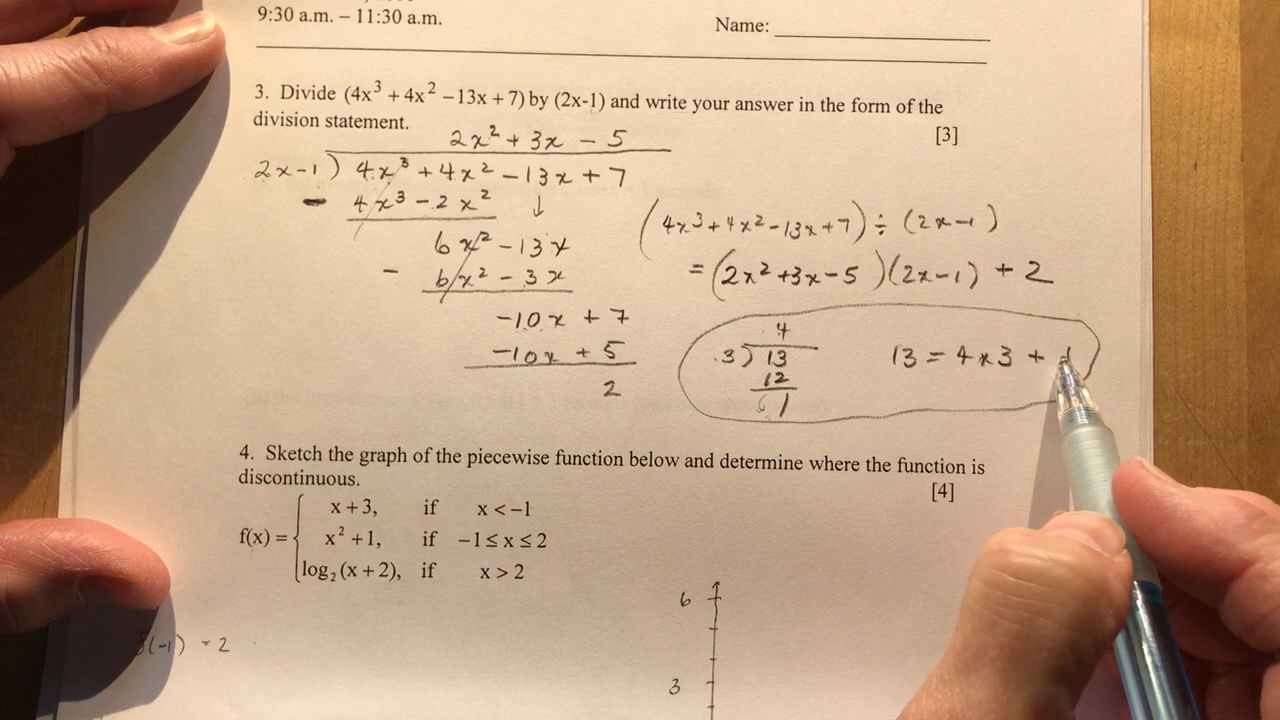 9:30 a.m. – 11:30 a.m.
Name:
3. Divide (4x³ + 4x² – 13x + 7) by (2x-1) and write your answer in the form of the
division statement.
[3]
2x² + 3x – 5
2x – 1 ) 4x³ + 4x² – 13x + 7
– 4x³ – 2x² ↓
6x² – 13x
– 6x² – 3x
–10x + 7
–10x + 5
2
(4x³ + 4x² – 13x + 7) ÷ (2x – 1)
= (2x² + 3x – 5)(2x – 1) + 2
4
3 ) 13
12
1
13 = 4 × 3 + 1
4. Sketch the graph of the piecewise function below and determine where the function is
discontinuous.
[4]
x + 3, if x < –1
f(x) = { x² + 1, if –1 ≤ x ≤ 2
log₂(x + 2), if x > 2
6
(-1) = 2
3